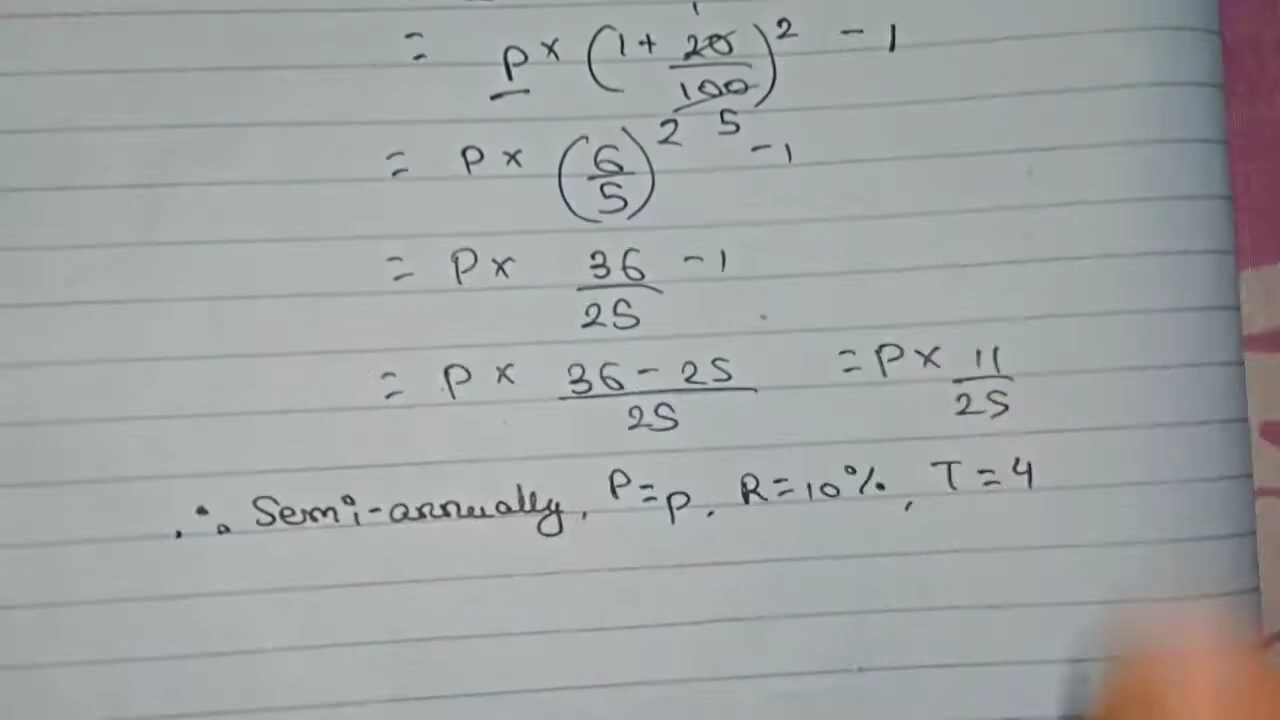 = P × (1 + 20/100)² - 1
5
= P × (6/5)² - 1
= P × 36/25 - 1
= P × 36 - 25/25 = P × 11/25
∴ Semi-annually, P = p, R = 10%, T = 4